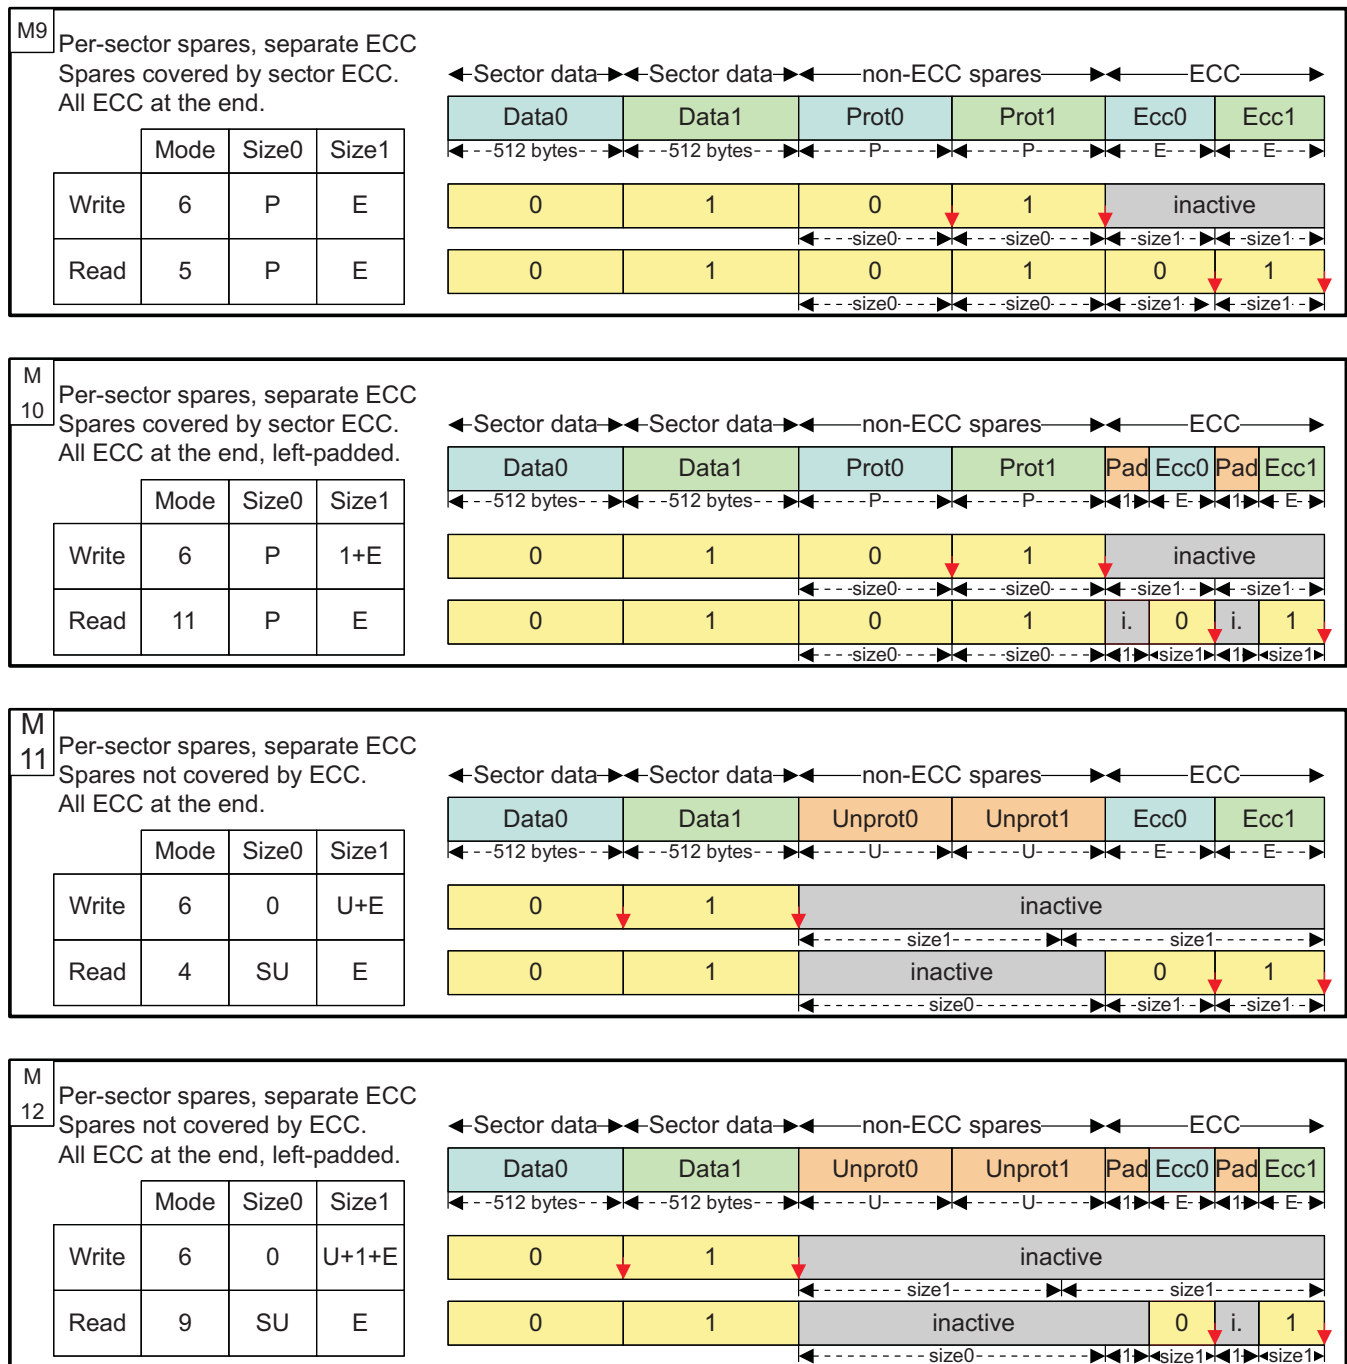 M9
Per-sector spares, separate ECC
Spares covered by sector ECC.
All ECC at the end.
Mode Size0 Size1
Write 6 P E
Read 5 P E
Sector data Sector data non-ECC spares ECC
Data0 Data1 Prot0 Prot1 Ecc0 Ecc1
512 bytes 512 bytes P P E E
0 1 0 1 inactive
size0 size0 size1 size1
0 1 0 1 0 1
size0 size0 size1 size1
M
10
Per-sector spares, separate ECC
Spares covered by sector ECC.
All ECC at the end, left-padded.
Mode Size0 Size1
Write 6 P 1+E
Read 11 P E
Sector data Sector data non-ECC spares ECC
Data0 Data1 Prot0 Prot1 Pad Ecc0 Pad Ecc1
512 bytes 512 bytes P P 1 E 1 E
0 1 0 1 inactive
size0 size0 size1 size1
0 1 0 1 i. 0 i. 1
size0 size0 1 size1 1 size1
M
11
Per-sector spares, separate ECC
Spares not covered by ECC.
All ECC at the end.
Mode Size0 Size1
Write 6 0 U+E
Read 4 SU E
Sector data Sector data non-ECC spares ECC
Data0 Data1 Unprot0 Unprot1 Ecc0 Ecc1
512 bytes 512 bytes U U E E
0 1 inactive
size1 size1
0 1 inactive 0 1
size0 size1 size1
M
12
Per-sector spares, separate ECC
Spares not covered by ECC.
All ECC at the end, left-padded.
Mode Size0 Size1
Write 6 0 U+1+E
Read 9 SU E
Sector data Sector data non-ECC spares ECC
Data0 Data1 Unprot0 Unprot1 Pad Ecc0 Pad Ecc1
512 bytes 512 bytes U U 1 E 1 E
0 1 inactive
size1 size1
0 1 inactive 0 i. 1
size0 1 size1 1 size1